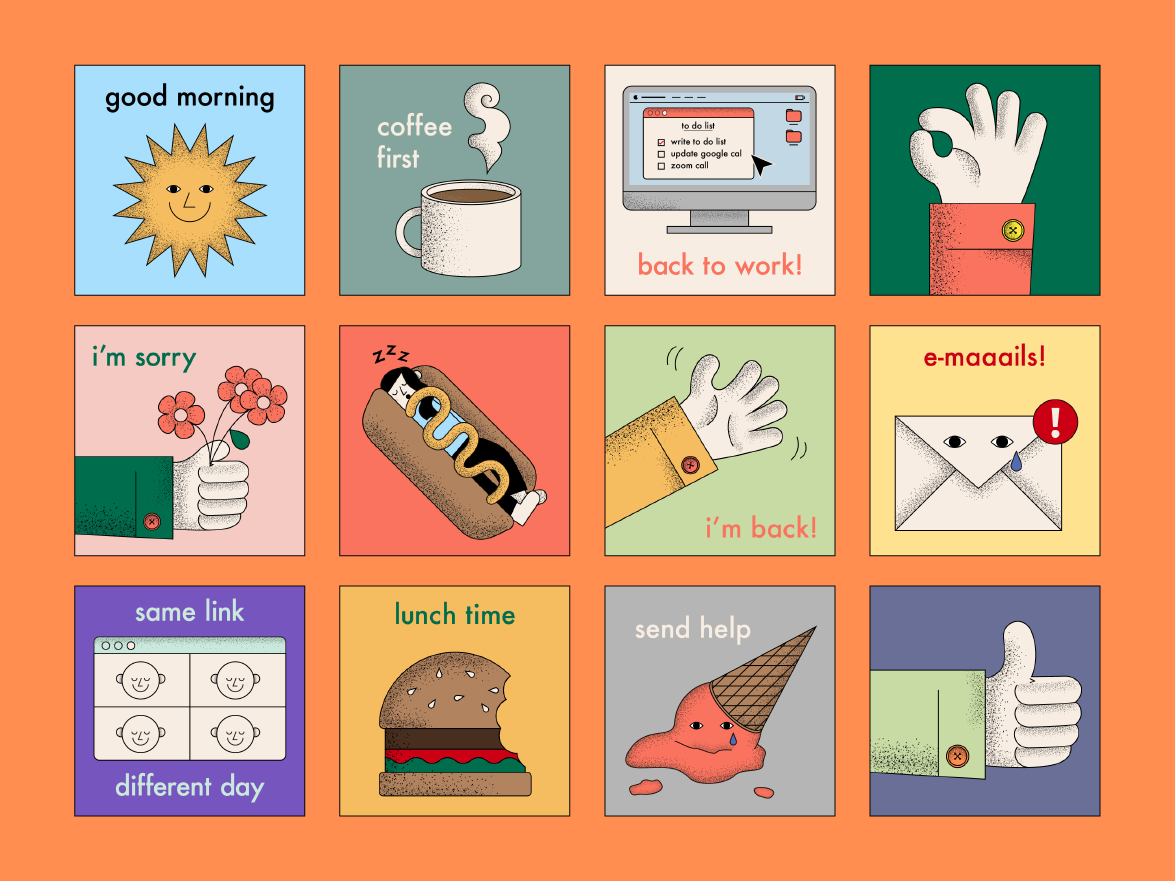 good morning
coffee
first
to do list
write to do list
update google cal
zoom call
back to work!
i'm sorry
zzz
i'm back!
e-maaails!
!
same link
different day
lunch time
send help